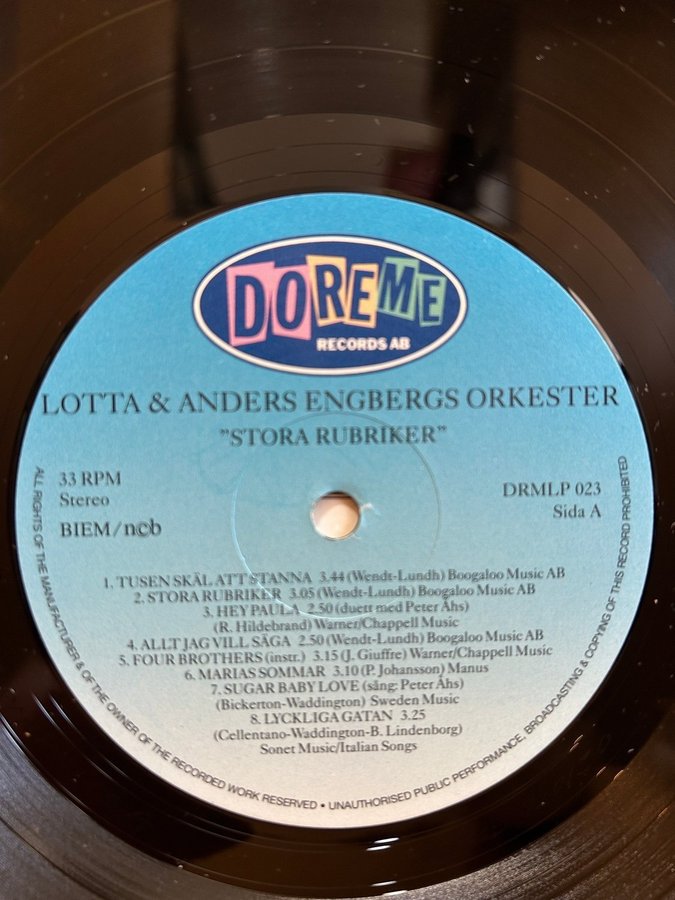 DOREME
RECORDS AB
LOTTA & ANDERS ENGBERGS ORKESTER
"STORA RUBRIKER"
33 RPM
Stereo
BIEM/n©b
DRMLP 023
Sida A
1. TUSEN SKÄL ATT STANNA 3.44 (Wendt-Lundh) Boogaloo Music AB
2. STORA RUBRIKER 3.05 (Wendt-Lundh) Boogaloo Music AB
3. HEY PAULA 2.50 (duett med Peter Åhs)
(R. Hildebrand) Warner/Chappell Music
4. ALLT JAG VILL SÄGA 2.50 (Wendt-Lundh) Boogaloo Music AB
5. FOUR BROTHERS (instr.) 3.15 (J. Giuffre) Warner/Chappell Music
6. MARIAS SOMMAR 3.10 (P. Johansson) Manus
7. SUGAR BABY LOVE (sång: Peter Åhs)
(Bickerton-Waddington) Sweden Music
8. LYCKLIGA GATAN 3.25
(Cellentano-Waddington-B. Lindenborg)
Sonet Music/Italian Songs
ALL RIGHTS OF THE MANUFACTURER & OF THE OWNER OF THE RECORDED WORK RESERVED • UNAUTHORISED PUBLIC PERFORMANCE, BROADCASTING & COPYING OF THIS RECORD PROHIBITED